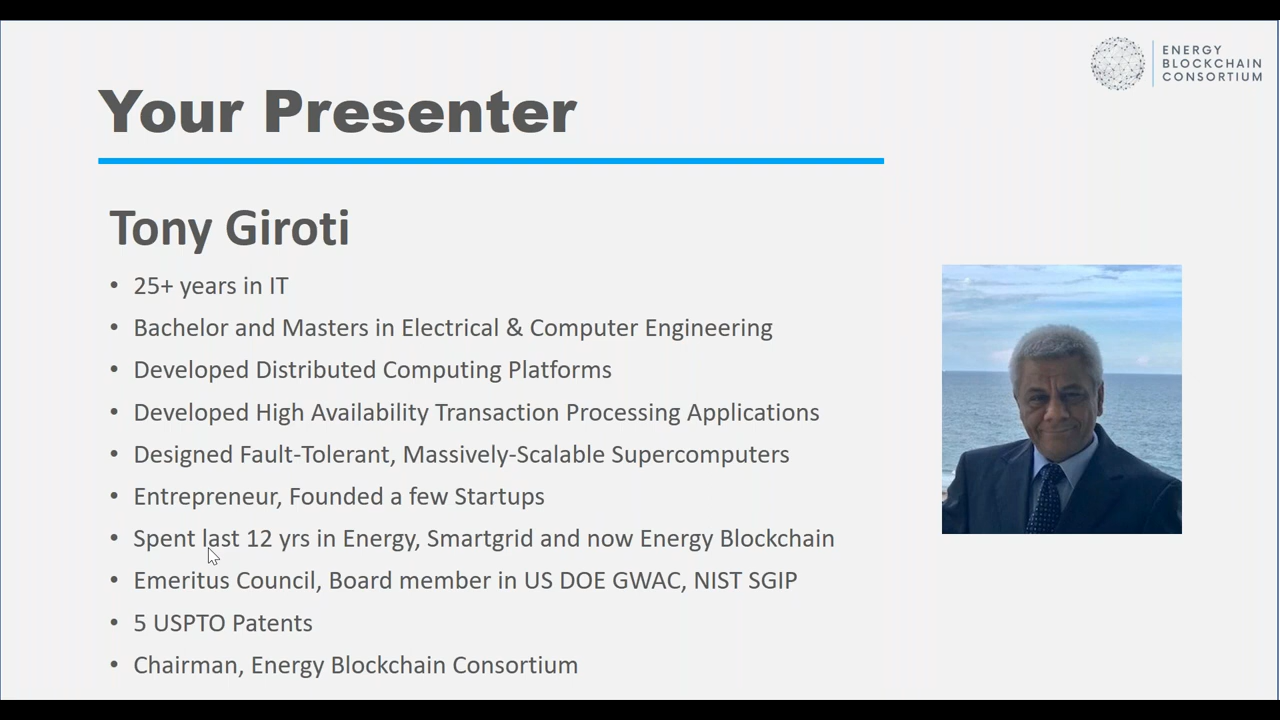 ENERGY
BLOCKCHAIN
CONSORTIUM
Your Presenter
Tony Giroti
• 25+ years in IT
• Bachelor and Masters in Electrical & Computer Engineering
• Developed Distributed Computing Platforms
• Developed High Availability Transaction Processing Applications
• Designed Fault-Tolerant, Massively-Scalable Supercomputers
• Entrepreneur, Founded a few Startups
• Spent last 12 yrs in Energy, Smartgrid and now Energy Blockchain
• Emeritus Council, Board member in US DOE GWAC, NIST SGIP
• 5 USPTO Patents
• Chairman, Energy Blockchain Consortium